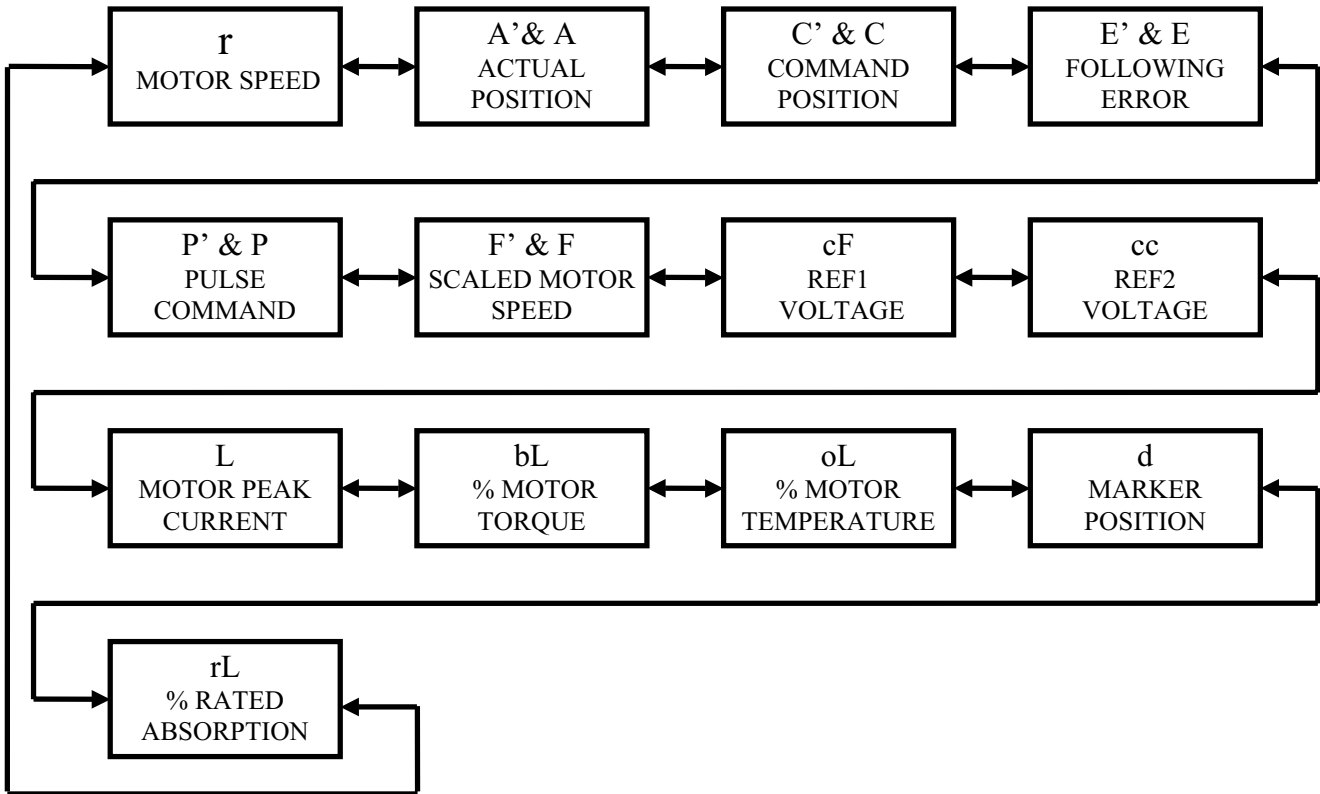 r
MOTOR SPEED
A’& A
ACTUAL
POSITION
C’ & C
COMMAND
POSITION
E’ & E
FOLLOWING
ERROR
P’ & P
PULSE
COMMAND
F’ & F
SCALED MOTOR
SPEED
cF
REF1
VOLTAGE
cc
REF2
VOLTAGE
L
MOTOR PEAK
CURRENT
bL
% MOTOR
TORQUE
oL
% MOTOR
TEMPERATURE
d
MARKER
POSITION
rL
% RATED
ABSORPTION